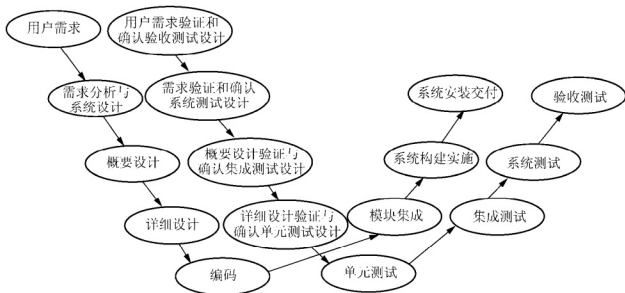 用户需求
用户需求验证和
确认验收测试设计
需求分析与
系统设计
需求验证和确认
系统测试设计
系统安装交付
验收测试
概要设计
概要设计验证与
确认集成测试设计
系统构建实施
系统测试
详细设计
详细设计验证与
确认单元测试设计
模块集成
集成测试
编码
单元测试